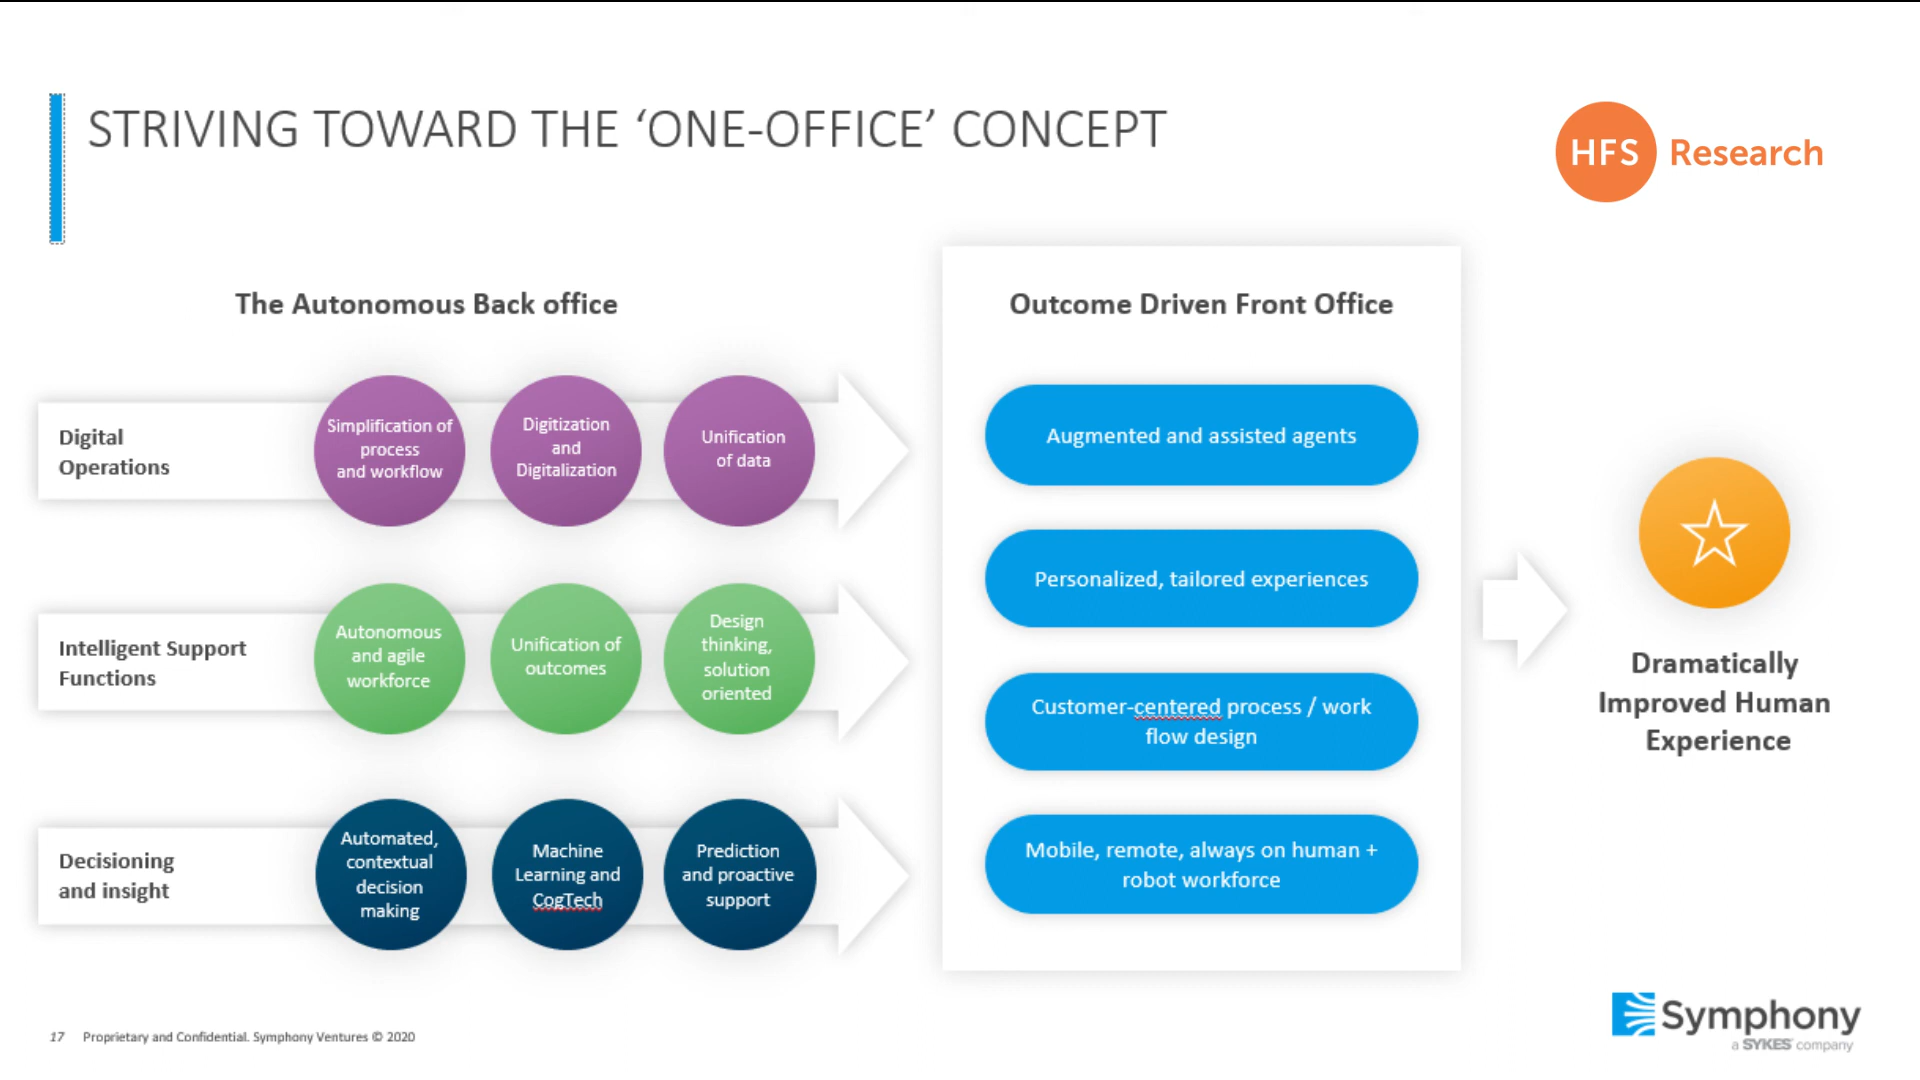 STRIVING TOWARD THE ‘ONE-OFFICE’ CONCEPT
HFS Research
The Autonomous Back office
Digital
Operations
Simplification of
process
and workflow
Digitization
and
Digitalization
Unification
of data
Intelligent Support
Functions
Autonomous
and agile
workforce
Unification of
outcomes
Design
thinking,
solution
oriented
Decisioning
and insight
Automated,
contextual
decision
making
Machine
Learning and
CogTech
Prediction
and proactive
support
Outcome Driven Front Office
Augmented and assisted agents
Personalized, tailored experiences
Customer-centered process / work
flow design
Mobile, remote, always on human +
robot workforce
Dramatically
Improved Human
Experience
17 Proprietary and Confidential. Symphony Ventures © 2020
Symphony
a SYKES company